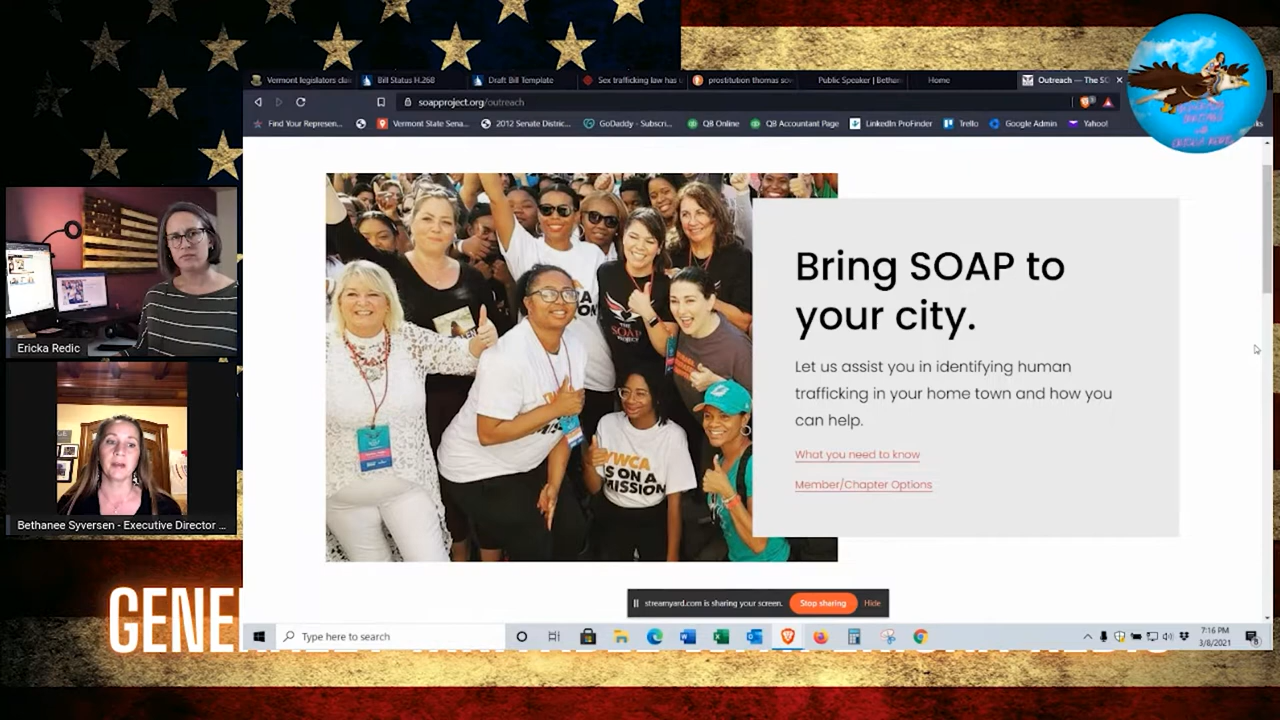 Vermont legislators clai
Bill Status H.268
Draft Bill Template
Sex trafficking law has u
prostitution thomas so
Public Speaker | Bethan
Home
Outreach — The SO
soapproject.org/outreach
Find Your Represen...
Vermont State Sena...
2012 Senate Distric...
GoDaddy - Subscri...
QB Online
QB Accountant Page
LinkedIn ProFinder
Trello
Google Admin
Yahoo!
Bring SOAP to
your city.
Let us assist you in identifying human
trafficking in your home town and how you
can help.
What you need to know
Member/Chapter Options
THE
SOAP
PROJECT
YWCA
IS ON A
MISSION
Ericka Redic
Bethanee Syversen - Executive Director ...
GENE
streamyard.com is sharing your screen.
Stop sharing
Hide
Type here to search
7:16 PM
3/8/2021